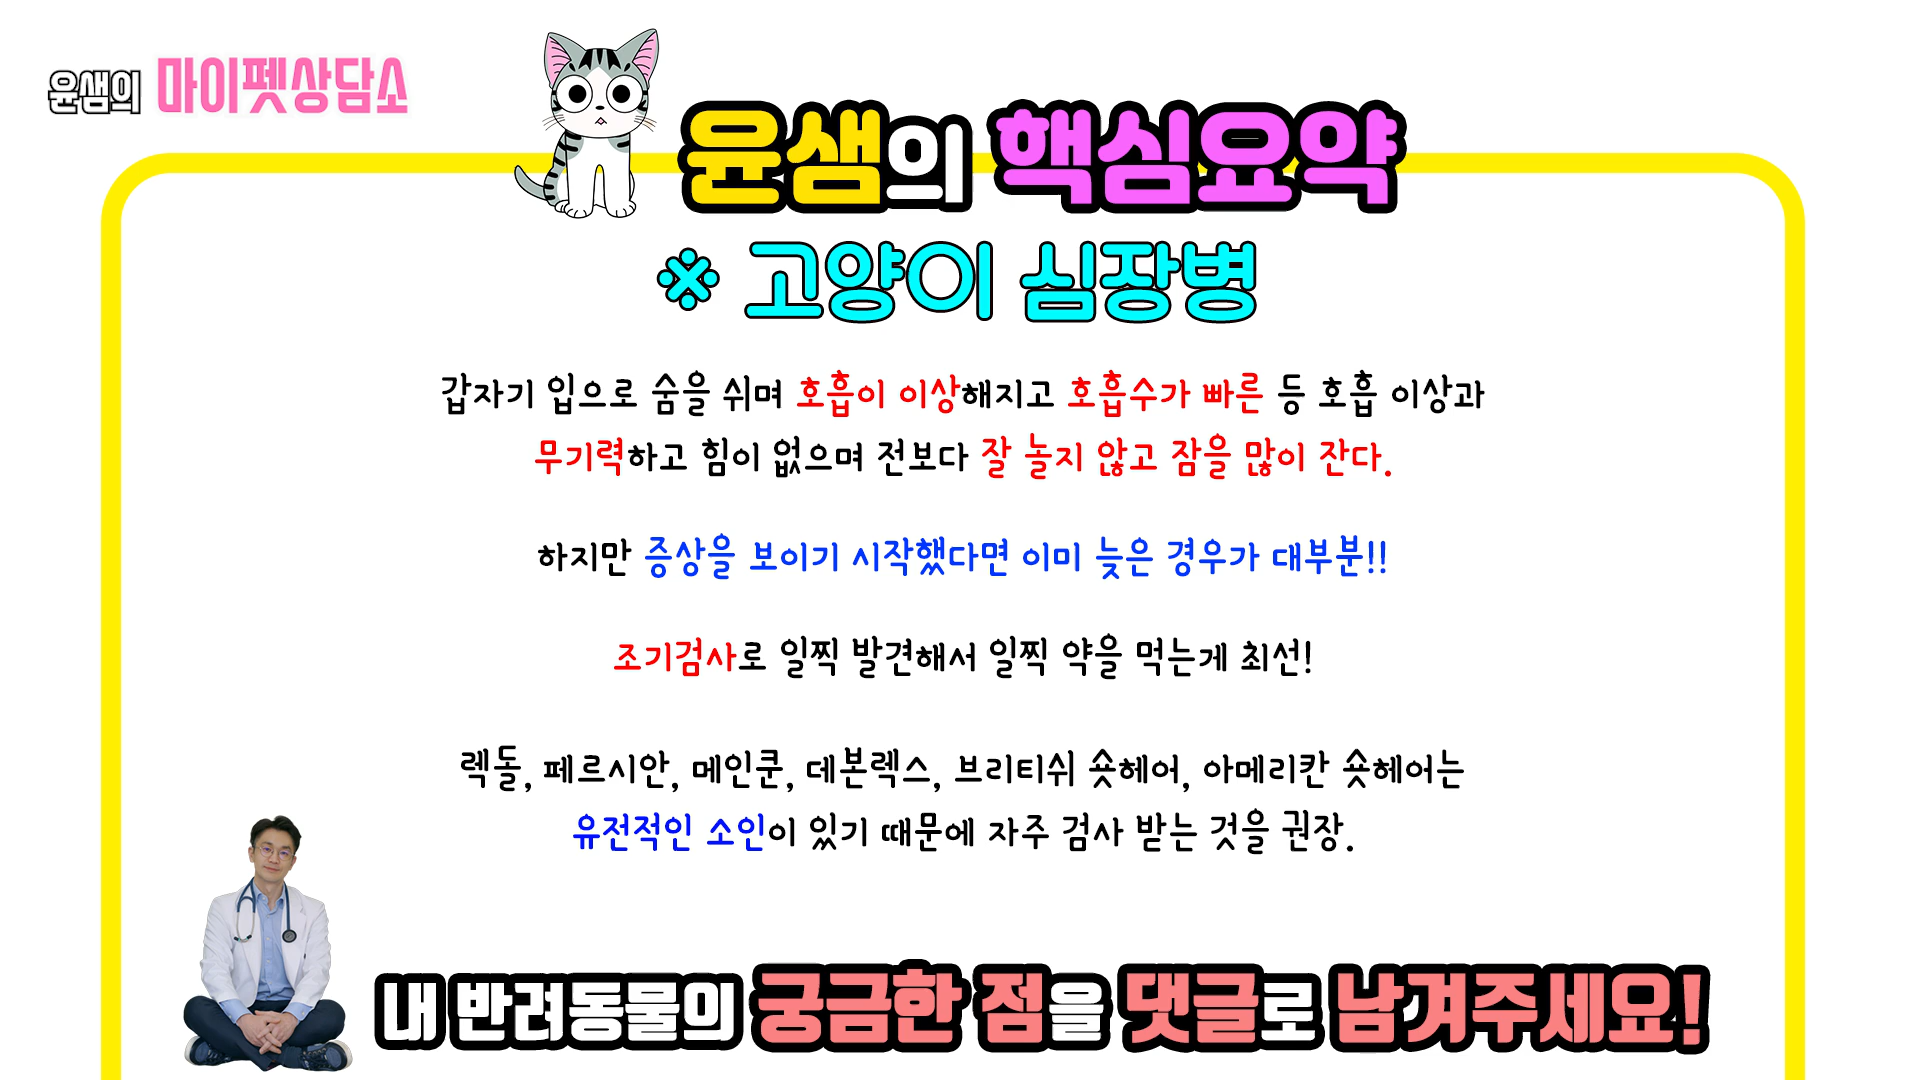 윤샘의 마이펫상담소
윤샘의 핵심요약
※ 고양이 심장병
갑자기 입으로 숨을 쉬며 호흡이 이상해지고 호흡수가 빠른 등 호흡 이상과
무기력하고 힘이 없으며 전보다 잘 놀지 않고 잠을 많이 잔다.
하지만 증상을 보이기 시작했다면 이미 늦은 경우가 대부분!!
조기검사로 일찍 발견해서 일찍 약을 먹는게 최선!
렉돌, 페르시안, 메인쿤, 데본렉스, 브리티쉬 숏헤어, 아메리칸 숏헤어는
유전적인 소인이 있기 때문에 자주 검사 받는 것을 권장.
내 반려동물의 궁금한 점을 댓글로 남겨주세요!